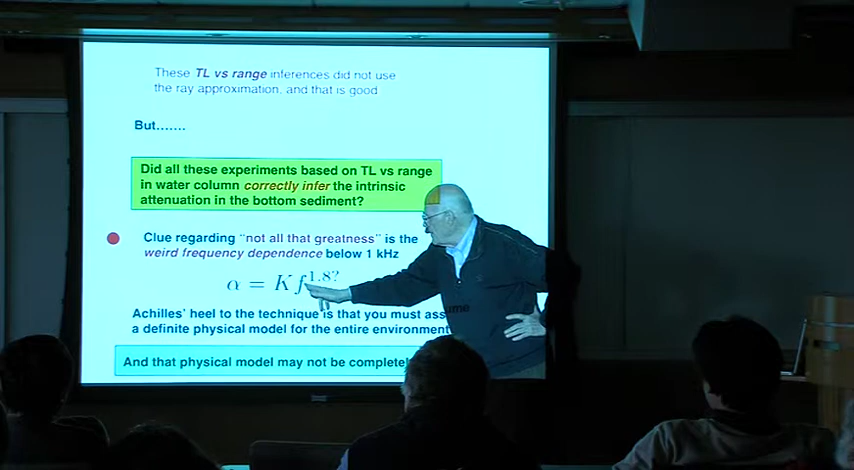 These TL vs range inferences did not use
the ray approximation, and that is good
But.......
Did all these experiments based on TL vs range
in water column correctly infer the intrinsic
attenuation in the bottom sediment?
Clue regarding "not all that greatness" is the
weird frequency dependence below 1 kHz
α = K f^1.8?
Achilles' heel to the technique is that you must assume
a definite physical model for the entire environment
And that physical model may not be